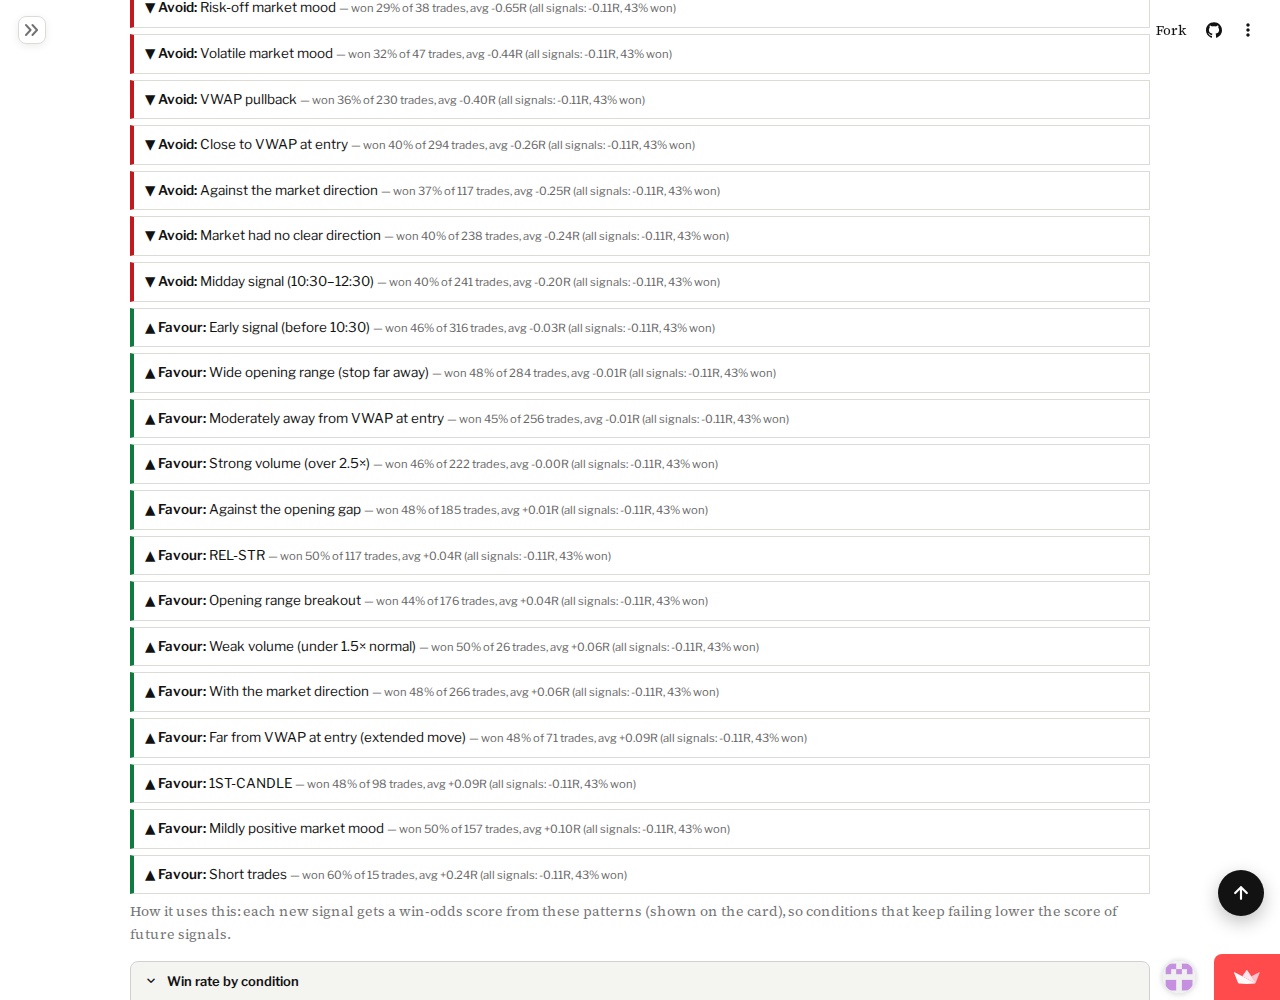 ▼ Avoid: Risk-off market mood — won 29% of 38 trades, avg -0.65R (all signals: -0.11R, 43% won)
Fork
▼ Avoid: Volatile market mood — won 32% of 47 trades, avg -0.44R (all signals: -0.11R, 43% won)
▼ Avoid: VWAP pullback — won 36% of 230 trades, avg -0.40R (all signals: -0.11R, 43% won)
▼ Avoid: Close to VWAP at entry — won 40% of 294 trades, avg -0.26R (all signals: -0.11R, 43% won)
▼ Avoid: Against the market direction — won 37% of 117 trades, avg -0.25R (all signals: -0.11R, 43% won)
▼ Avoid: Market had no clear direction — won 40% of 238 trades, avg -0.24R (all signals: -0.11R, 43% won)
▼ Avoid: Midday signal (10:30–12:30) — won 40% of 241 trades, avg -0.20R (all signals: -0.11R, 43% won)
▲ Favour: Early signal (before 10:30) — won 46% of 316 trades, avg -0.03R (all signals: -0.11R, 43% won)
▲ Favour: Wide opening range (stop far away) — won 48% of 284 trades, avg -0.01R (all signals: -0.11R, 43% won)
▲ Favour: Moderately away from VWAP at entry — won 45% of 256 trades, avg -0.01R (all signals: -0.11R, 43% won)
▲ Favour: Strong volume (over 2.5×) — won 46% of 222 trades, avg -0.00R (all signals: -0.11R, 43% won)
▲ Favour: Against the opening gap — won 48% of 185 trades, avg +0.01R (all signals: -0.11R, 43% won)
▲ Favour: REL-STR — won 50% of 117 trades, avg +0.04R (all signals: -0.11R, 43% won)
▲ Favour: Opening range breakout — won 44% of 176 trades, avg +0.04R (all signals: -0.11R, 43% won)
▲ Favour: Weak volume (under 1.5× normal) — won 50% of 26 trades, avg +0.06R (all signals: -0.11R, 43% won)
▲ Favour: With the market direction — won 48% of 266 trades, avg +0.06R (all signals: -0.11R, 43% won)
▲ Favour: Far from VWAP at entry (extended move) — won 48% of 71 trades, avg +0.09R (all signals: -0.11R, 43% won)
▲ Favour: 1ST-CANDLE — won 48% of 98 trades, avg +0.09R (all signals: -0.11R, 43% won)
▲ Favour: Mildly positive market mood — won 50% of 157 trades, avg +0.10R (all signals: -0.11R, 43% won)
▲ Favour: Short trades — won 60% of 15 trades, avg +0.24R (all signals: -0.11R, 43% won)
How it uses this: each new signal gets a win-odds score from these patterns (shown on the card), so conditions that keep failing lower the score of
future signals.
Win rate by condition